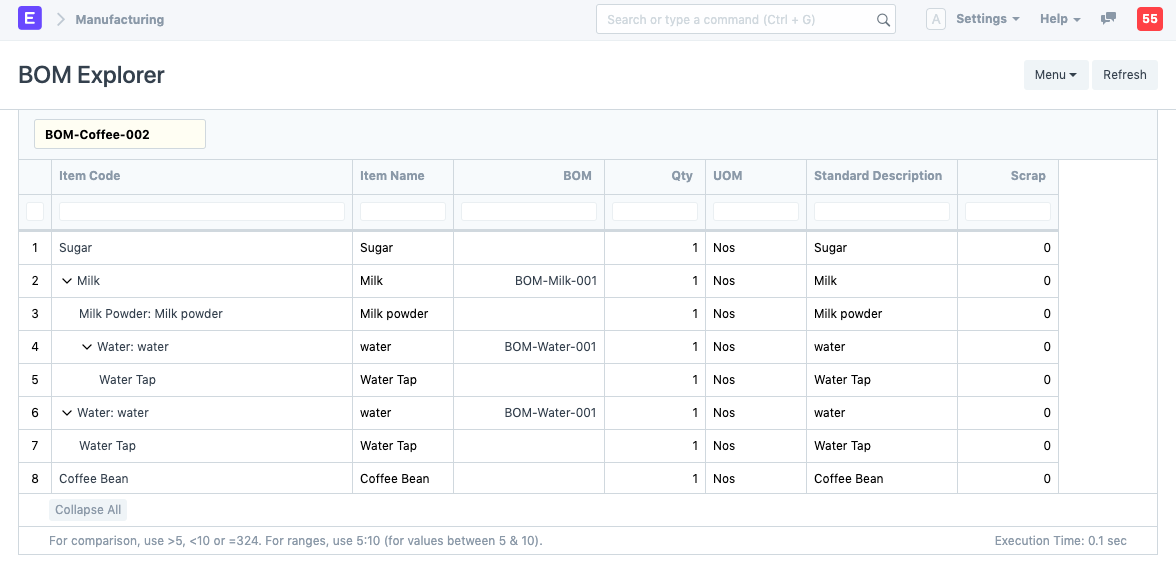 E Manufacturing Search or type a command (Ctrl + G) A Settings Help 55
BOM Explorer Menu Refresh
BOM-Coffee-002
Item Code Item Name BOM Qty UOM Standard Description Scrap
1 Sugar Sugar 1 Nos Sugar 0
2 Milk Milk BOM-Milk-001 1 Nos Milk 0
3 Milk Powder: Milk powder Milk powder 1 Nos Milk powder 0
4 Water: water water BOM-Water-001 1 Nos water 0
5 Water Tap Water Tap 1 Nos Water Tap 0
6 Water: water water BOM-Water-001 1 Nos water 0
7 Water Tap Water Tap 1 Nos Water Tap 0
8 Coffee Bean Coffee Bean 1 Nos Coffee Bean 0
Collapse All
For comparison, use >5, <10 or =324. For ranges, use 5:10 (for values between 5 & 10). Execution Time: 0.1 sec